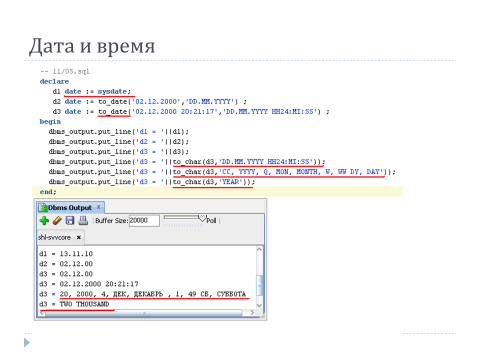 Дата и время
-- 11/05.sql
declare
d1 date := sysdate;
d2 date := to_date('02.12.2000','DD.MM.YYYY') ;
d3 date := to_date('02.12.2000 20:21:17','DD.MM.YYYY HH24:MI:SS') ;
begin
dbms_output.put_line('d1 = '||d1);
dbms_output.put_line('d2 = '||d2);
dbms_output.put_line('d3 = '||d3);
dbms_output.put_line('d3 = '||to_char(d3,'DD.MM.YYYY HH24:MI:SS'));
dbms_output.put_line('d3 = '||to_char(d3,'CC, YYYY, Q, MON, MONTH, W, WW DY, DAY'));
dbms_output.put_line('d3 = '||to_char(d3,'YEAR'));
end;
Dbms Output x
Buffer Size: 20000 Poll
shl-svvcore x
d1 = 13.11.10
d2 = 02.12.00
d3 = 02.12.00
d3 = 02.12.2000 20:21:17
d3 = 20, 2000, 4, ДЕК, ДЕКАБРЬ , 1, 49 СБ, СУББОТА
d3 = TWO THOUSAND